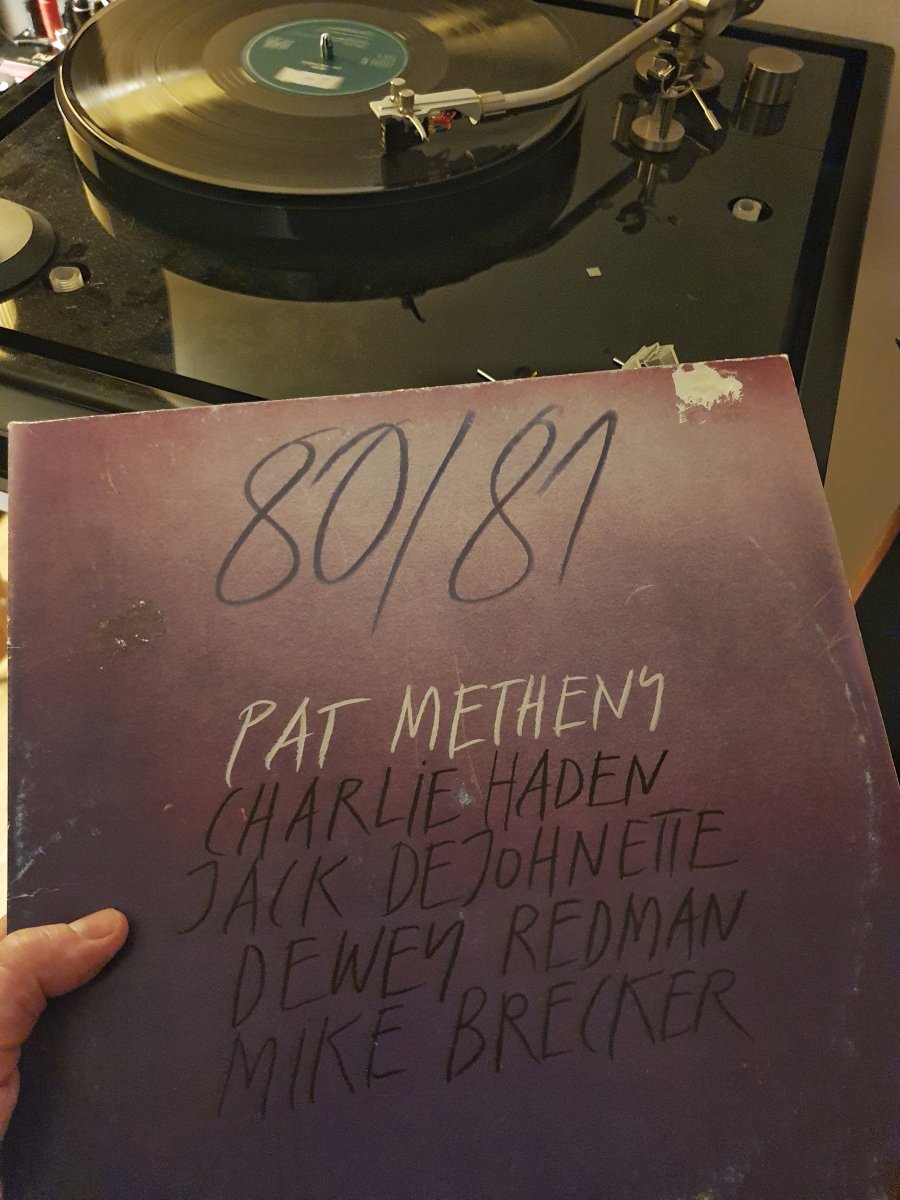 80/81
PAT METHENY
CHARLiE HADEN
JACK DEJOHNETTE
DEWEY REDMAN
MIKE BRECKER